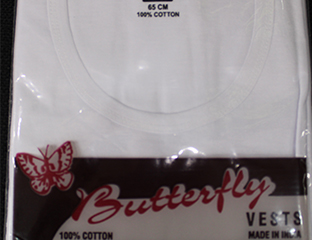 65 CM
100% COTTON
Butterfly
VESTS
100% COTTON
MADE IN INDIA